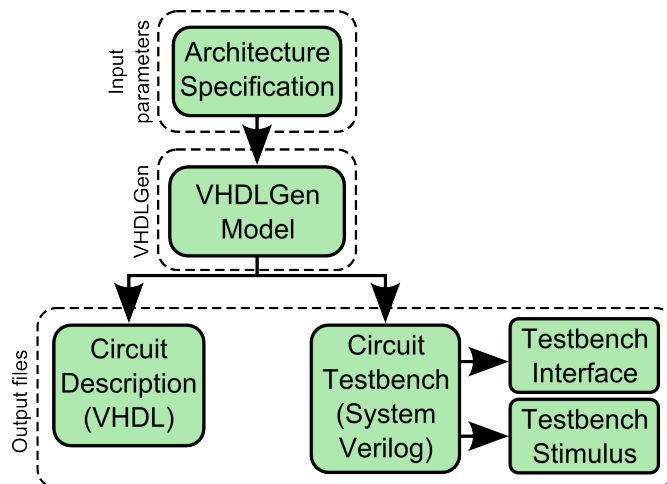 Input
parameters
Architecture
Specification
VHDLGen
VHDLGen
Model
Output files
Circuit
Description
(VHDL)
Circuit
Testbench
(System
Verilog)
Testbench
Interface
Testbench
Stimulus